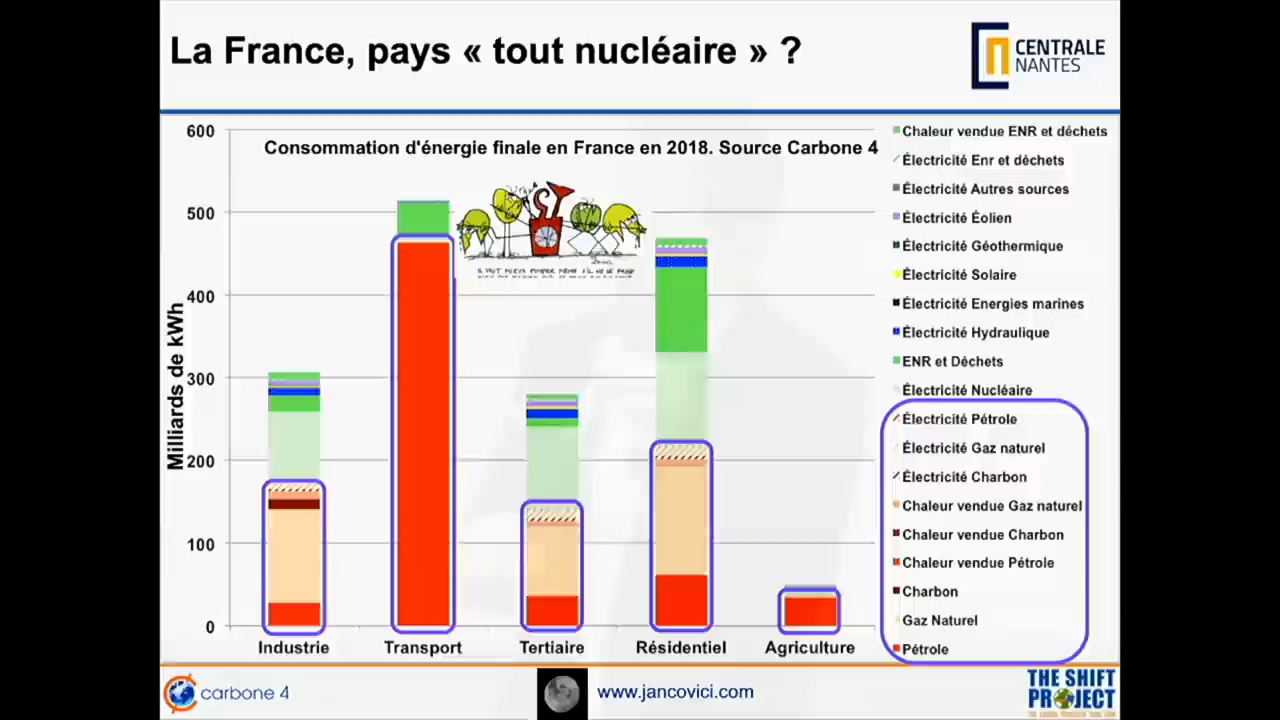 La France, pays « tout nucléaire » ?
CENTRALE
NANTES
Consommation d'énergie finale en France en 2018. Source Carbone 4
Milliards de kWh
600
500
400
300
200
100
0
Industrie
Transport
Tertiaire
Résidentiel
Agriculture
Chaleur vendue ENR et déchets
Électricité Enr et déchets
Électricité Autres sources
Électricité Éolien
Électricité Géothermique
Électricité Solaire
Électricité Energies marines
Électricité Hydraulique
ENR et Déchets
Électricité Nucléaire
Électricité Pétrole
Électricité Gaz naturel
Électricité Charbon
Chaleur vendue Gaz naturel
Chaleur vendue Charbon
Chaleur vendue Pétrole
Charbon
Gaz Naturel
Pétrole
carbone 4
www.jancovici.com
THE SHIFT
PROJECT